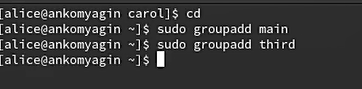 [alice@ankomyagin carol]$ cd
[alice@ankomyagin ~]$ sudo groupadd main
[alice@ankomyagin ~]$ sudo groupadd third
[alice@ankomyagin ~]$